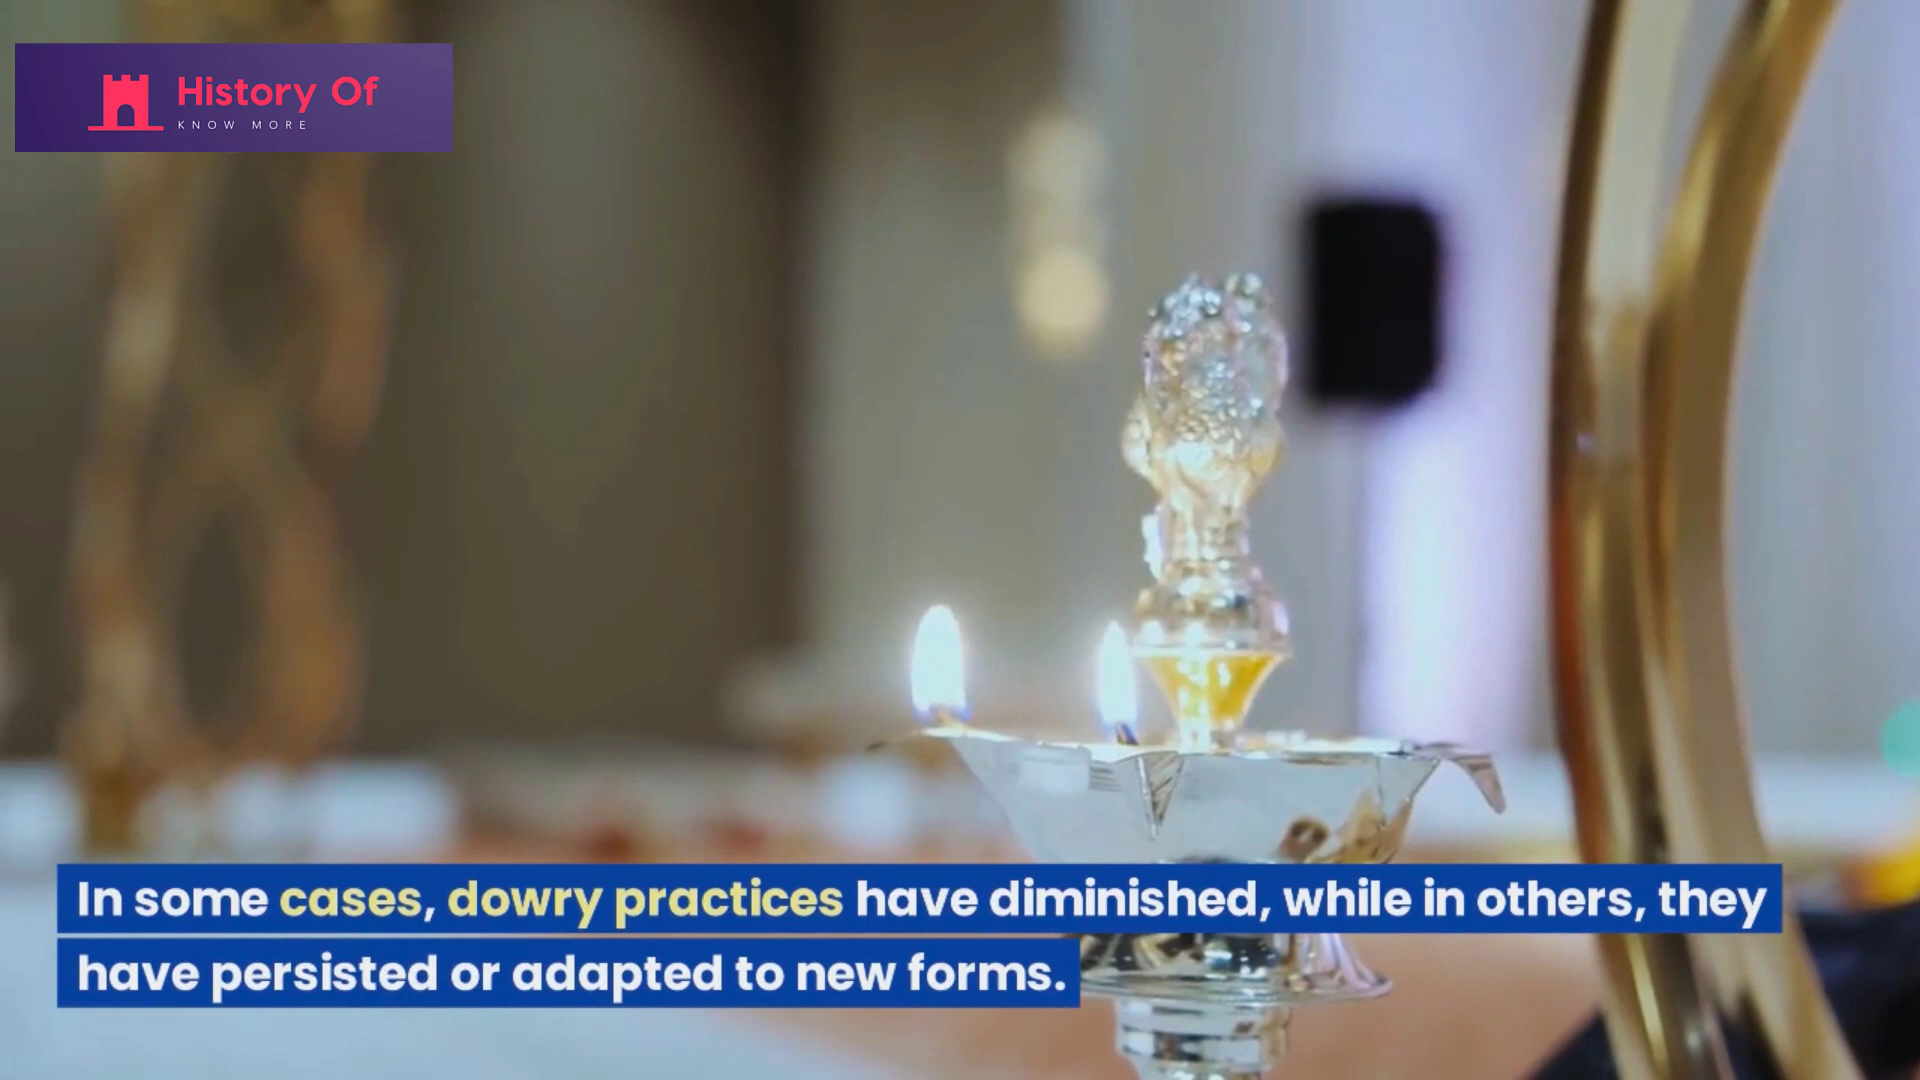 History Of
KNOW MORE
In some cases, dowry practices have diminished, while in others, they
have persisted or adapted to new forms.